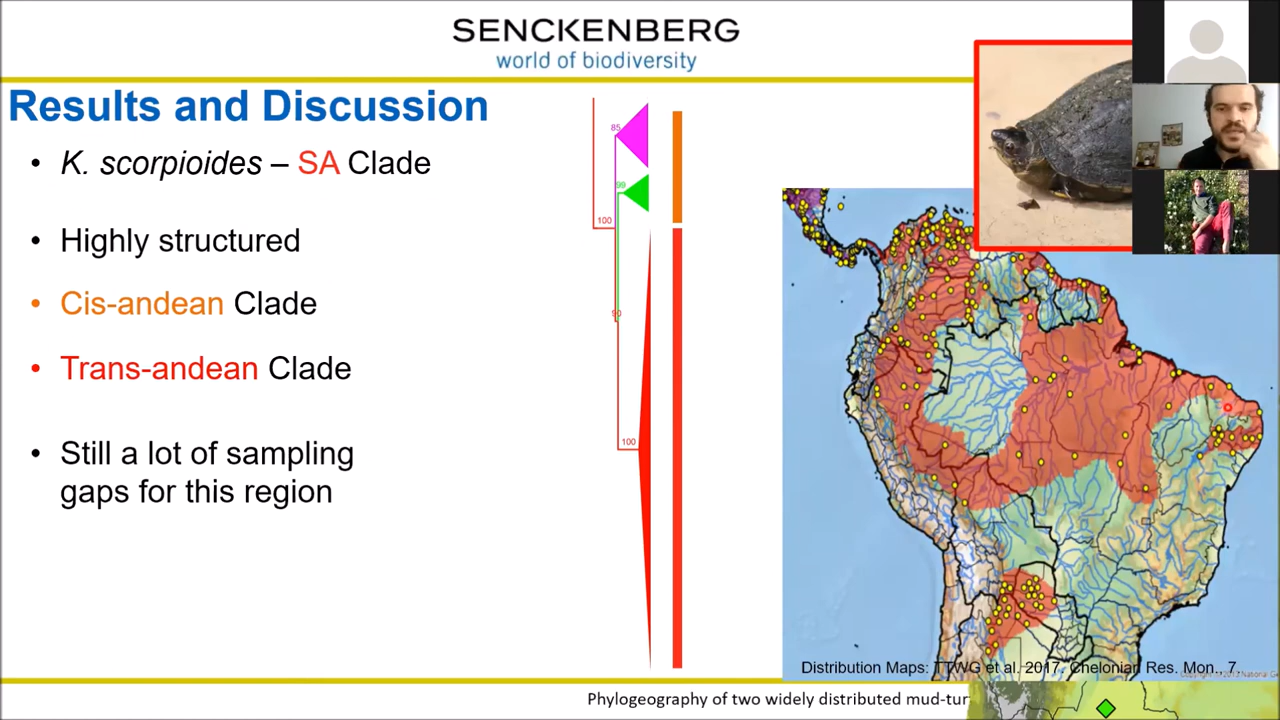 SENCKENBERG
world of biodiversity
Results and Discussion
• K. scorpioides – SA Clade
• Highly structured
• Cis-andean Clade
• Trans-andean Clade
• Still a lot of sampling
gaps for this region
85
99
100
90
100
Distribution Maps: TTWG et al. 2017, Chelonian Res. Mon., 7.
Phylogeography of two widely distributed mud-tur